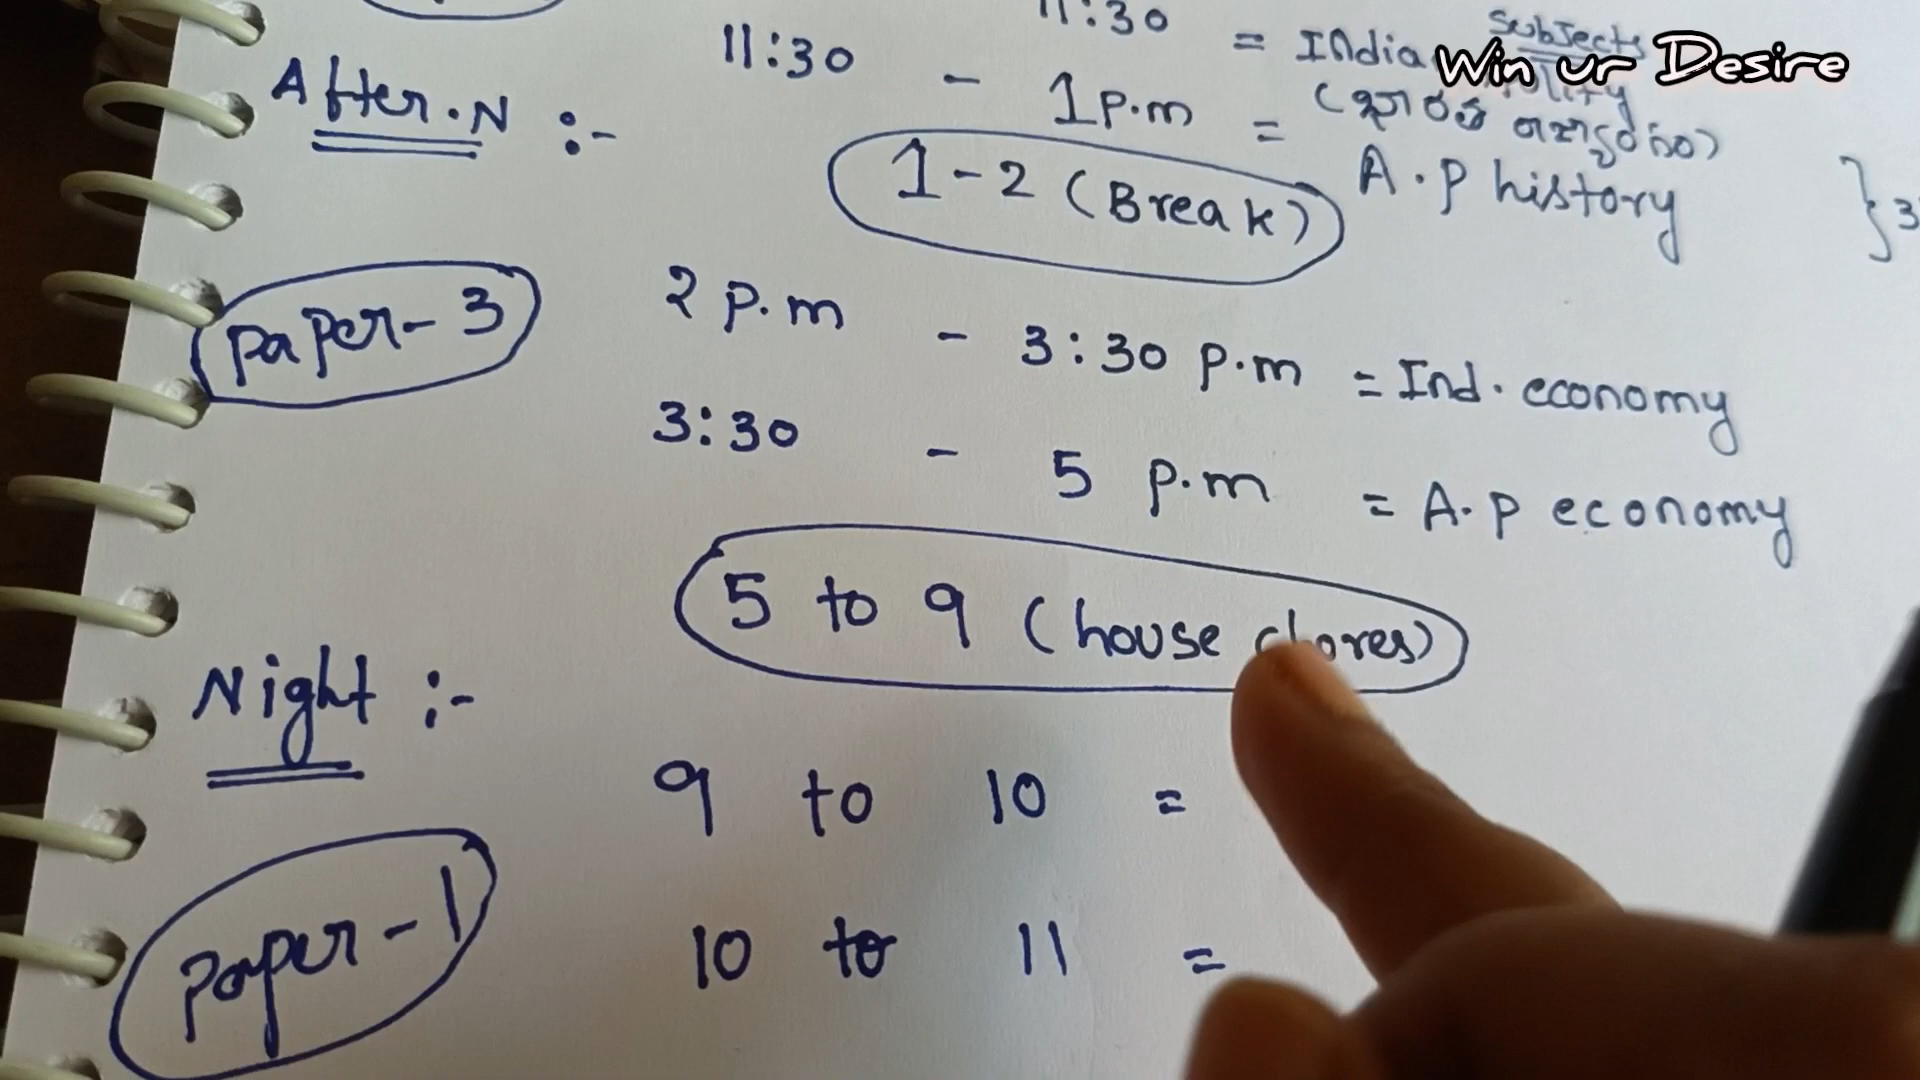 Subjects
11:30 = India Polity
Win ur Desire
(భారత రాజ్యాంగం)
11:30 - 1 p.m = A.P history } 3
After.N :-
1-2 (Break)
Paper-3
2 p.m - 3:30 p.m = Ind. economy
3:30 - 5 p.m = A.P economy
5 to 9 (house chores)
Night :-
9 to 10 =
Paper-1
10 to 11 =